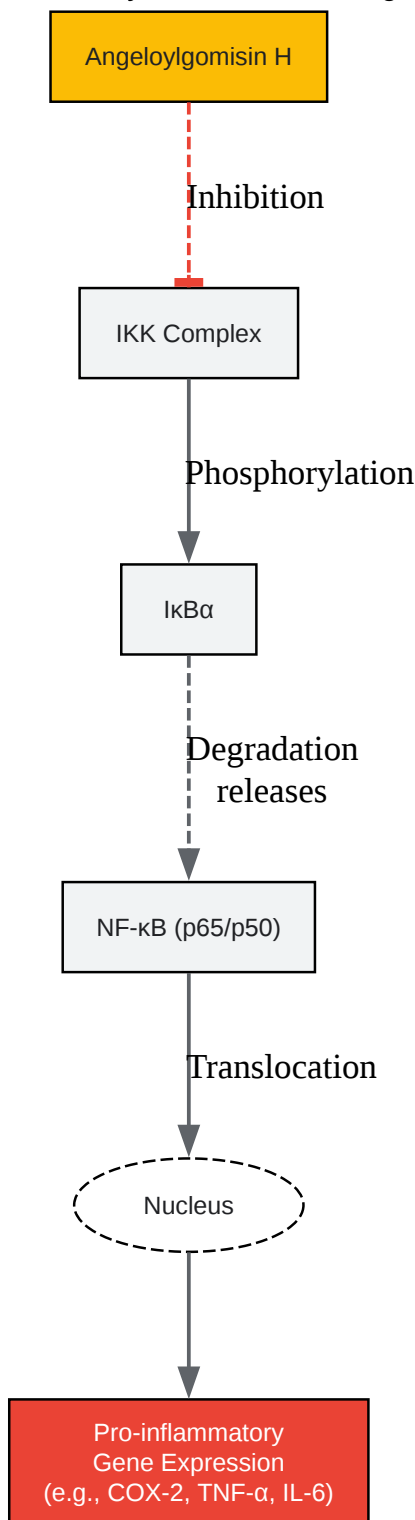 Angeloylgomisin H
Inhibition
IKK Complex
Phosphorylation
IκBα
Degradation
releases
NF-κB (p65/p50)
Translocation
Nucleus
Pro-inflammatory
Gene Expression
(e.g., COX-2, TNF-α, IL-6)